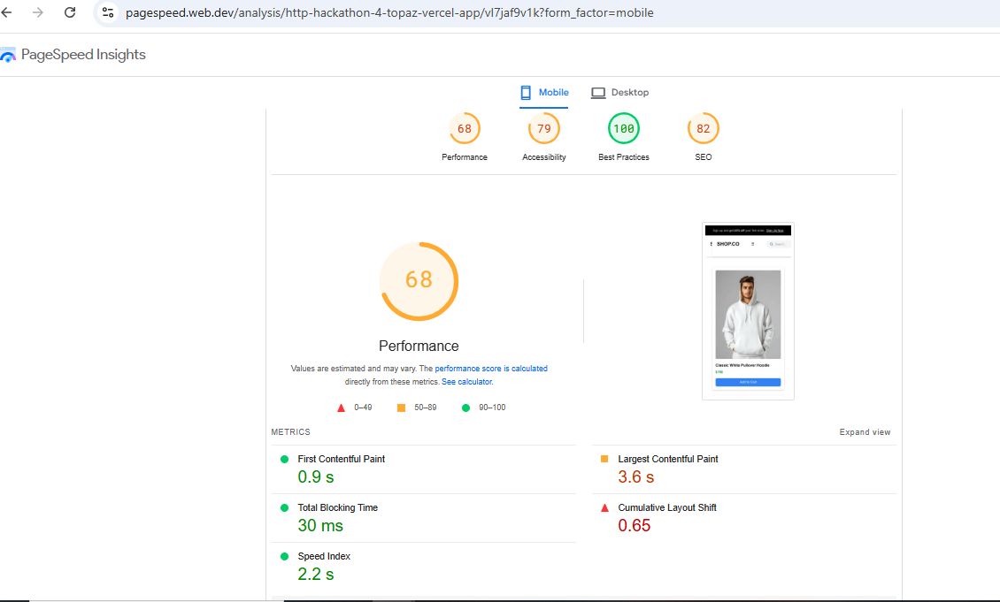 pagespeed.web.dev/analysis/http-hackathon-4-topaz-vercel-app/vl7jaf9v1k?form_factor=mobile
PageSpeed Insights
Mobile Desktop
68 79 100 82
Performance Accessibility Best Practices SEO
68
Performance
Values are estimated and may vary. The performance score is calculated
directly from these metrics. See calculator.
0–49 50–89 90–100
SHOP.CO
Classic White Pullover Hoodie
Add to Cart
METRICS Expand view
First Contentful Paint
0.9 s
Largest Contentful Paint
3.6 s
Total Blocking Time
30 ms
Cumulative Layout Shift
0.65
Speed Index
2.2 s